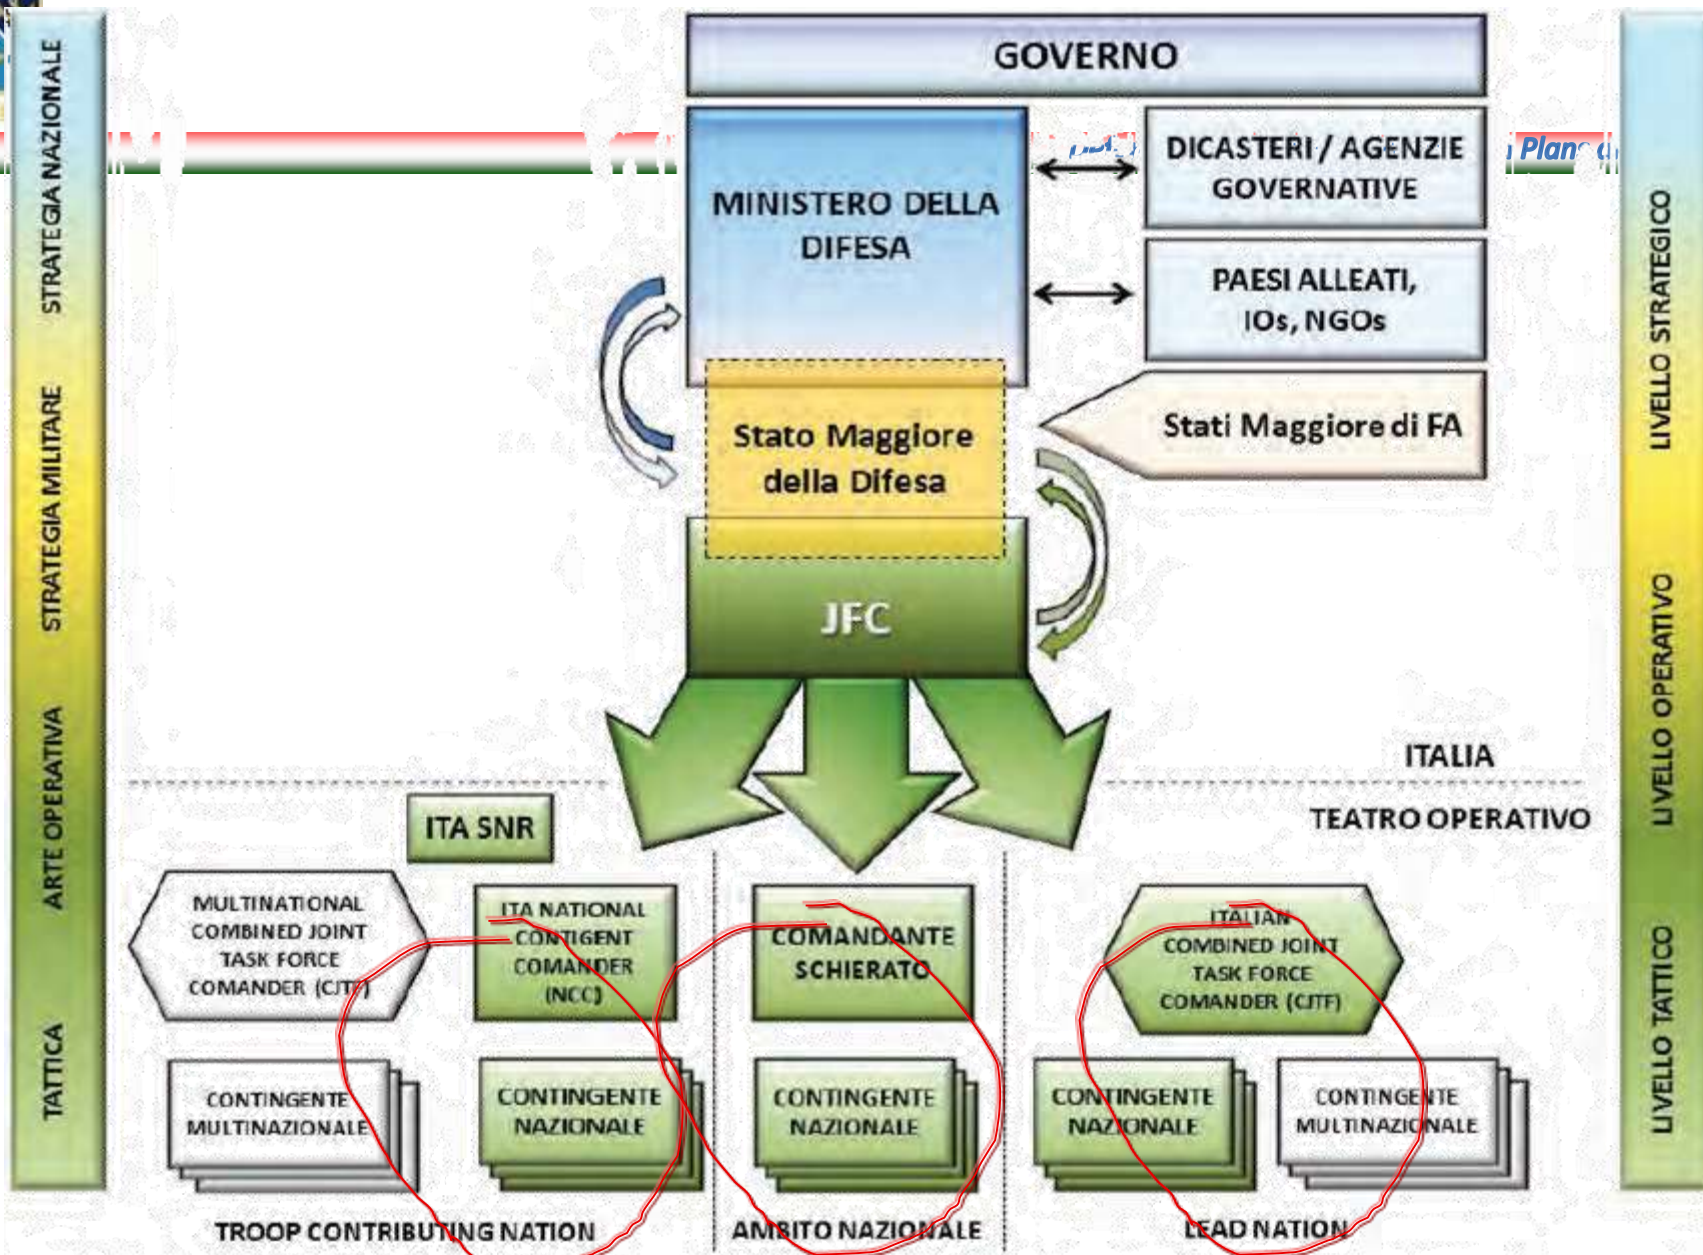 GOVERNO
MINISTERO DELLA
DIFESA
DICASTERI / AGENZIE
GOVERNATIVE
Plano
PAESI ALLEATI,
IOs, NGOs
Stato Maggiore
della Difesa
Stati Maggiore di FA
JFC
STRATEGIA NAZIONALE
STRATEGIA MILITARE
ARTE OPERATIVA
TATTICA
LIVELLO STRATEGICO
LIVELLO OPERATIVO
LIVELLO TATTICO
ITALIA
TEATRO OPERATIVO
ITA SNR
MULTINATIONAL
COMBINED JOINT
TASK FORCE
COMANDER (CJTF)
ITA NATIONAL
CONTIGENT
COMANDER
(NCC)
COMANDANTE
SCHIERATO
ITALIAN
COMBINED JOINT
TASK FORCE
COMANDER (CJTF)
CONTINGENTE
MULTINAZIONALE
CONTINGENTE
NAZIONALE
CONTINGENTE
NAZIONALE
CONTINGENTE
NAZIONALE
CONTINGENTE
MULTINAZIONALE
TROOP CONTRIBUTING NATION
AMBITO NAZIONALE
LEAD NATION